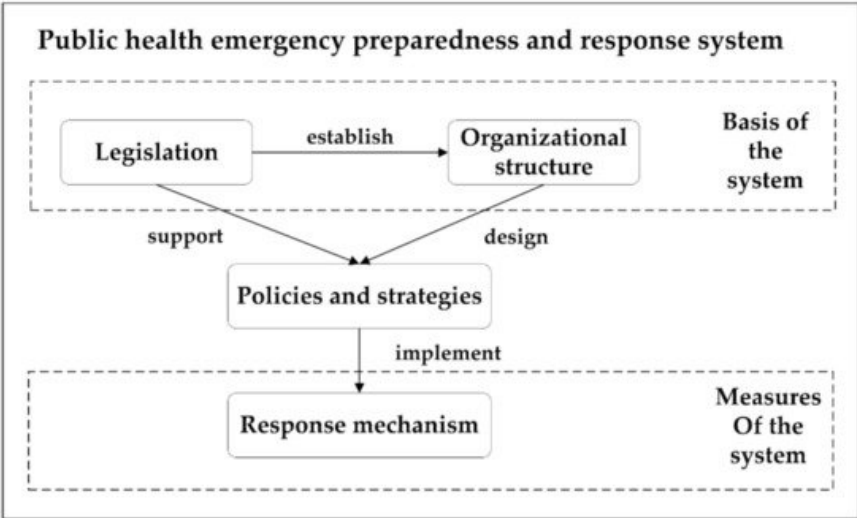 Public health emergency preparedness and response system
Legislation
establish
Organizational
structure
Basis of
the
system
support
design
Policies and strategies
implement
Response mechanism
Measures
Of the
system